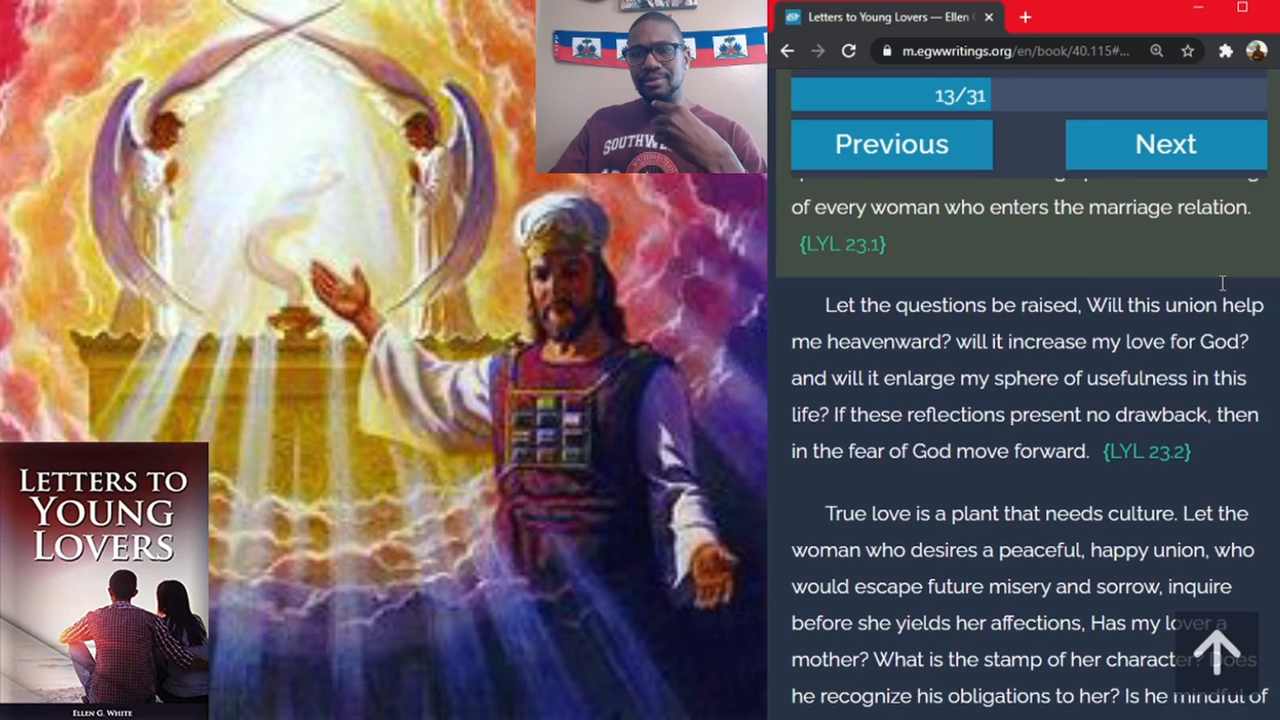 Letters to Young Lovers — Ellen
m.egwwritings.org/en/book/40.115#...
13/31
Previous
Next
of every woman who enters the marriage relation.
{LYL 23.1}
Let the questions be raised, Will this union help
me heavenward? will it increase my love for God?
and will it enlarge my sphere of usefulness in this
life? If these reflections present no drawback, then
in the fear of God move forward. {LYL 23.2}
True love is a plant that needs culture. Let the
woman who desires a peaceful, happy union, who
would escape future misery and sorrow, inquire
before she yields her affections, Has my lover a
mother? What is the stamp of her character? Does
he recognize his obligations to her? Is he mindful of
LETTERS TO
YOUNG
LOVERS
ELLEN G. WHITE